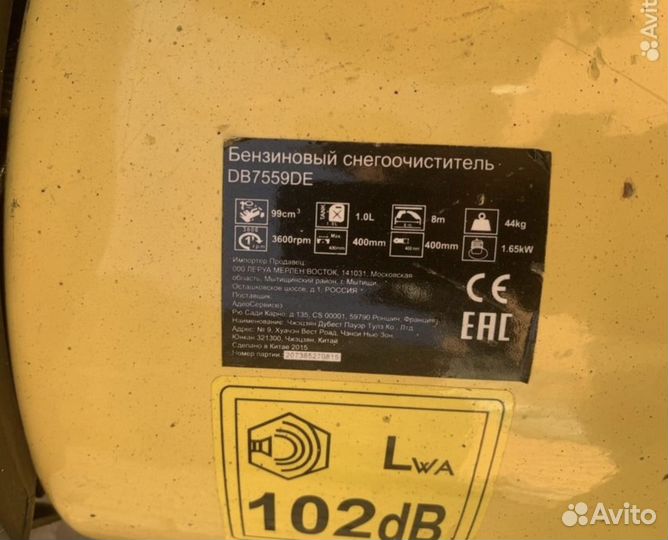 Avito
Бензиновый снегоочиститель
DB7559DE
99cm³ 1.0L 8m 44kg
3600rpm 400mm 400mm 1.65kW
Импортер Продавец:
ООО ЛЕРУА МЕРЛЕН ВОСТОК, 141031, Московская
область, Мытищинский район, г. Мытищи,
Осташковское шоссе, д.1, РОССИЯ
Поставщик:
АдеоСервисез
Рю Сади Карно, д 135, CS 00001, 59790 Роншин, Франция
Наименование: Чжэцзян Дубест Пауэр Тулз Ко., Лтд
Адрес: № 9, Хуачэн Вест Роад, Чэнси Нью Зон,
Юнкан 321300, Чжэцзян, Китай
Сделано в Китае 2015
Номер партии: 207385270815
CE
EAC
LWA
102dB
Avito